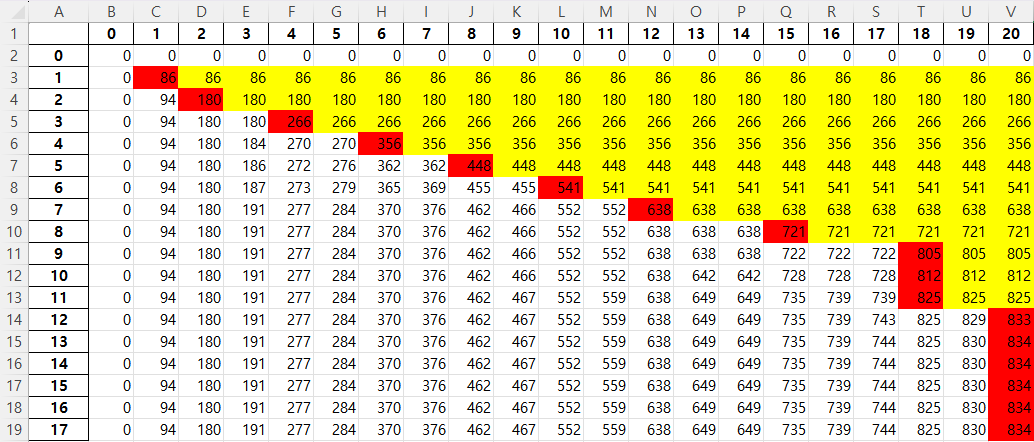 A B C D E F G H I J K L M N O P Q R S T U V
1 0 1 2 3 4 5 6 7 8 9 10 11 12 13 14 15 16 17 18 19 20
2 0 0 0 0 0 0 0 0 0 0 0 0 0 0 0 0 0 0 0 0 0 0
3 1 0 86 86 86 86 86 86 86 86 86 86 86 86 86 86 86 86 86 86 86 86
4 2 0 94 180 180 180 180 180 180 180 180 180 180 180 180 180 180 180 180 180 180 180
5 3 0 94 180 180 266 266 266 266 266 266 266 266 266 266 266 266 266 266 266 266 266
6 4 0 94 180 184 270 270 356 356 356 356 356 356 356 356 356 356 356 356 356 356 356
7 5 0 94 180 186 272 276 362 362 448 448 448 448 448 448 448 448 448 448 448 448 448
8 6 0 94 180 187 273 279 365 369 455 455 541 541 541 541 541 541 541 541 541 541 541
9 7 0 94 180 191 277 284 370 376 462 466 552 552 638 638 638 638 638 638 638 638 638
10 8 0 94 180 191 277 284 370 376 462 466 552 552 638 638 638 721 721 721 721 721 721
11 9 0 94 180 191 277 284 370 376 462 466 552 552 638 638 638 722 722 722 805 805 805
12 10 0 94 180 191 277 284 370 376 462 466 552 552 638 642 642 728 728 728 812 812 812
13 11 0 94 180 191 277 284 370 376 462 467 552 559 638 649 649 735 739 739 825 825 825
14 12 0 94 180 191 277 284 370 376 462 467 552 559 638 649 649 735 739 743 825 829 833
15 13 0 94 180 191 277 284 370 376 462 467 552 559 638 649 649 735 739 744 825 830 834
16 14 0 94 180 191 277 284 370 376 462 467 552 559 638 649 649 735 739 744 825 830 834
17 15 0 94 180 191 277 284 370 376 462 467 552 559 638 649 649 735 739 744 825 830 834
18 16 0 94 180 191 277 284 370 376 462 467 552 559 638 649 649 735 739 744 825 830 834
19 17 0 94 180 191 277 284 370 376 462 467 552 559 638 649 649 735 739 744 825 830 834